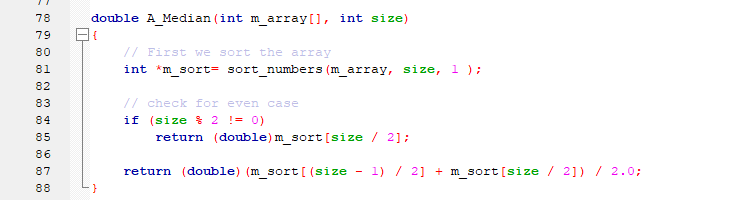 77
78 double A_Median(int m_array[], int size)
79 {
80 // First we sort the array
81 int *m_sort= sort_numbers(m_array, size, 1 );
82
83 // check for even case
84 if (size % 2 != 0)
85 return (double)m_sort[size / 2];
86
87 return (double)(m_sort[(size - 1) / 2] + m_sort[size / 2]) / 2.0;
88 }